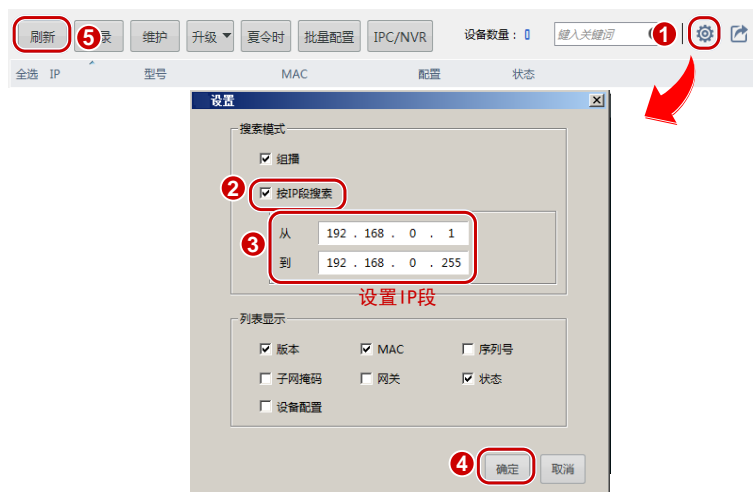 刷新 5 录 维护 升级 夏令时 批量配置 IPC/NVR 设备数量： 0 键入关键词 1
全选 IP 型号 MAC 配置 状态
设置
搜索模式
组播
2 按IP段搜索
3
从 192 . 168 . 0 . 1
到 192 . 168 . 0 . 255
设置IP段
列表显示
版本 MAC 序列号
子网掩码 网关 状态
设备配置
4 确定 取消